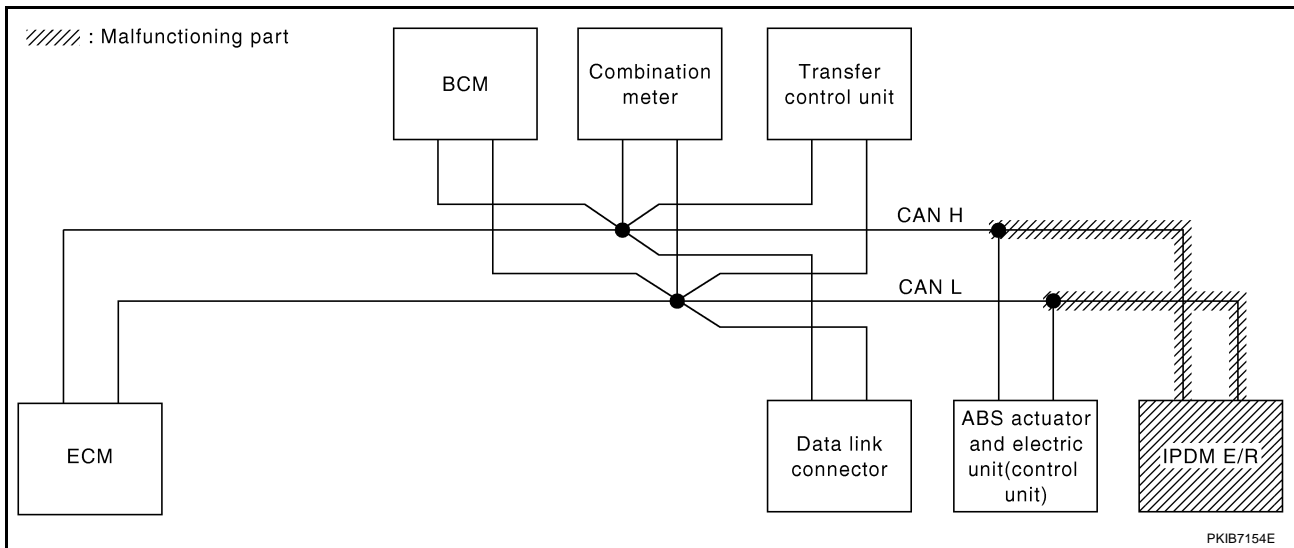 : Malfunctioning part
BCM
Combination
meter
Transfer
control unit
CAN H
CAN L
ECM
Data link
connector
ABS actuator
and electric
unit(control
unit)
IPDM E/R
PKIB7154E